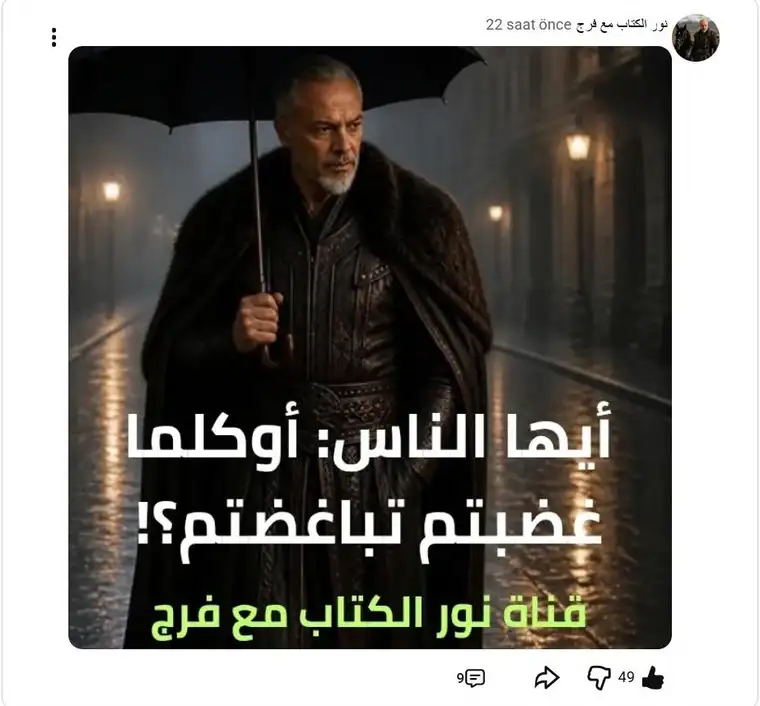 نور الكتاب مع فرج 22 saat önce
أيها الناس: أوكلما
غضبتم تباغضتم؟!
قناة نور الكتاب مع فرج
49
9